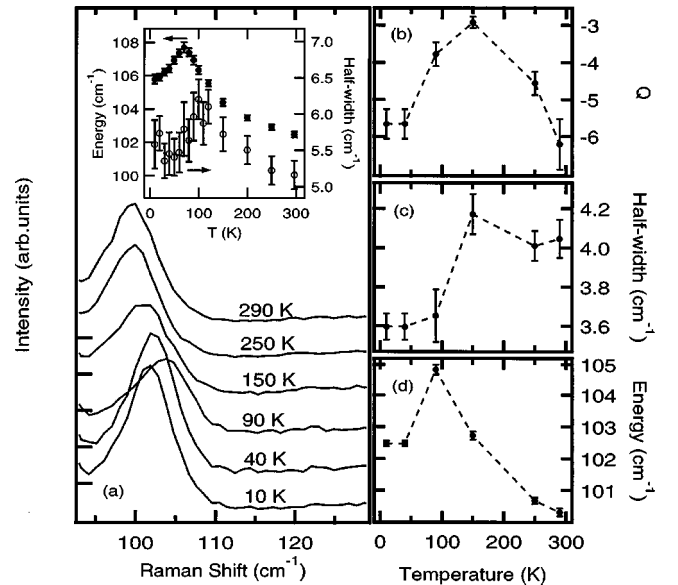 Intensity (arb.units)
108
106
104
102
100
Energy (cm-1)
7.0
6.5
6.0
5.5
5.0
Half-width (cm-1)
0 100 200 300
T (K)
290 K
250 K
150 K
90 K
40 K
10 K
(a)
100 110 120
Raman Shift (cm-1)
(b)
-3
-4
-5
-6
Q
(c)
4.2
4.0
3.8
3.6
Half-width (cm-1)
(d)
105
104
103
102
101
Energy (cm-1)
0 100 200 300
Temperature (K)